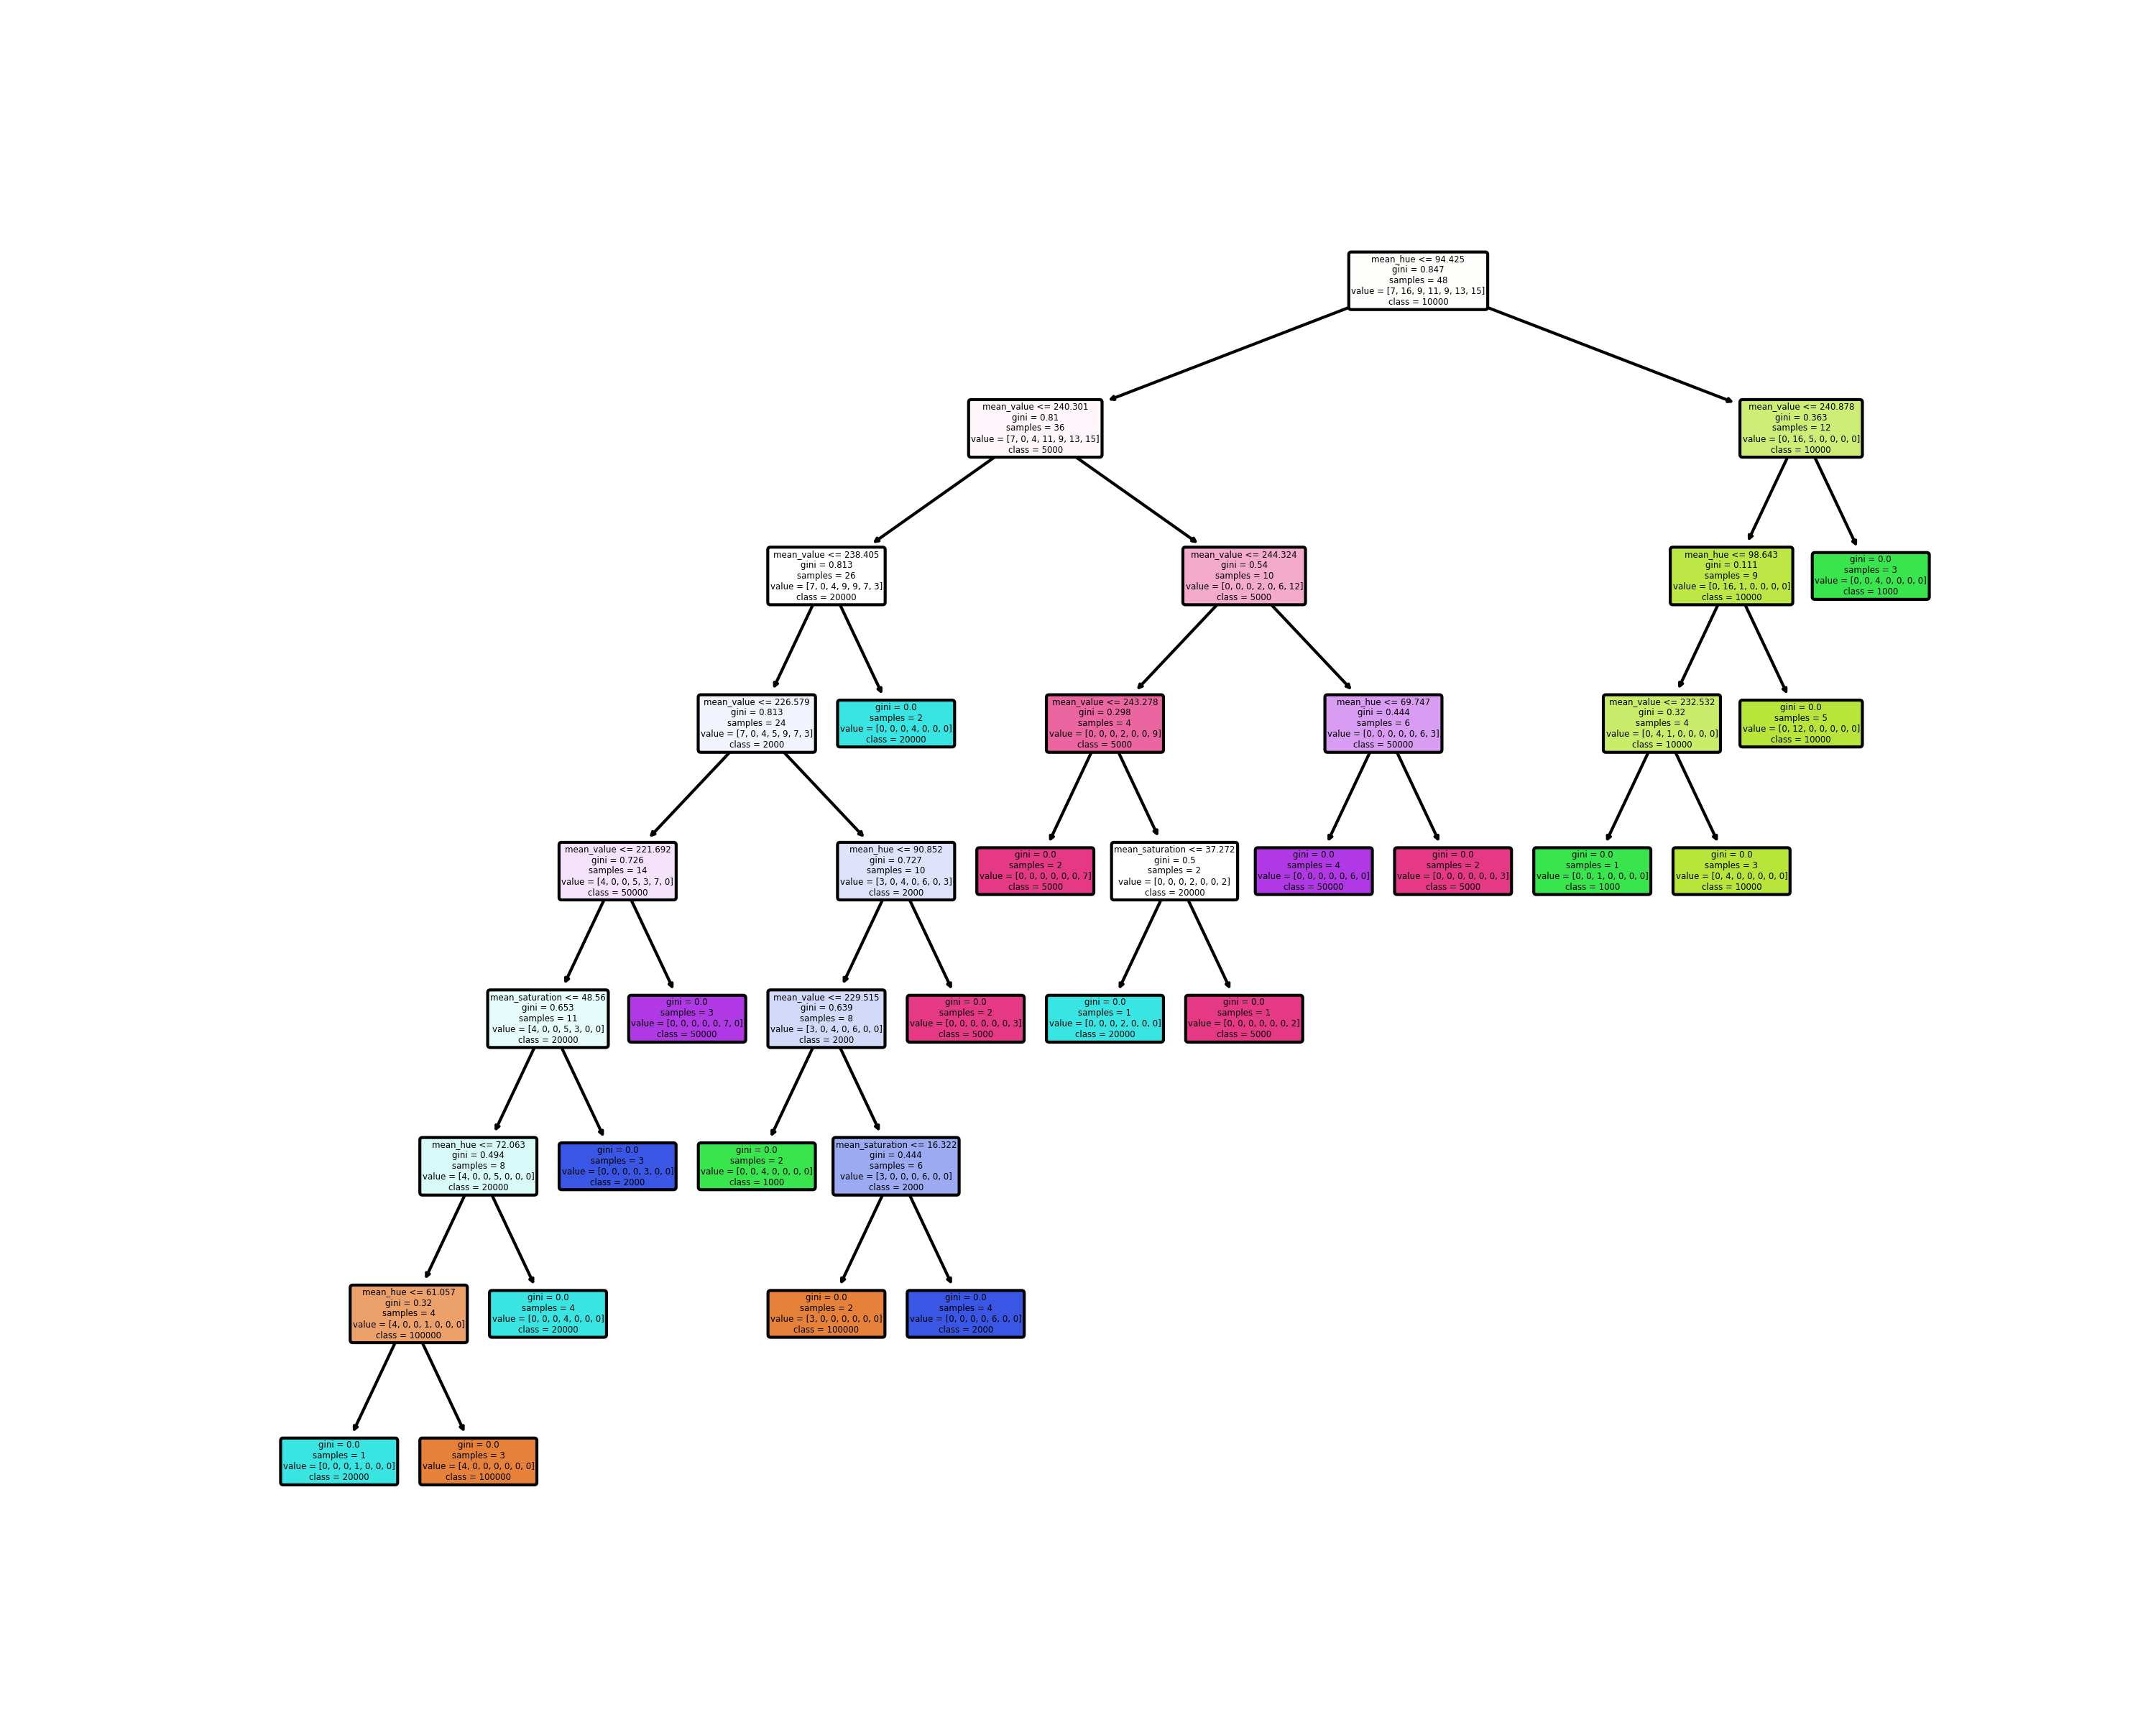 mean_hue <= 94.425
gini = 0.847
samples = 48
value = [7, 16, 9, 11, 9, 13, 15]
class = 10000
mean_value <= 240.301
gini = 0.81
samples = 36
value = [7, 0, 4, 11, 9, 13, 15]
class = 5000
mean_value <= 240.878
gini = 0.363
samples = 12
value = [0, 16, 5, 0, 0, 0, 0]
class = 10000
mean_value <= 238.405
gini = 0.813
samples = 26
value = [7, 0, 4, 9, 9, 7, 3]
class = 20000
mean_value <= 244.324
gini = 0.54
samples = 10
value = [0, 0, 0, 2, 0, 6, 12]
class = 5000
mean_hue <= 98.643
gini = 0.111
samples = 9
value = [0, 16, 1, 0, 0, 0, 0]
class = 10000
gini = 0.0
samples = 3
value = [0, 0, 4, 0, 0, 0, 0]
class = 1000
mean_value <= 226.579
gini = 0.813
samples = 24
value = [7, 0, 4, 5, 9, 7, 3]
class = 2000
gini = 0.0
samples = 2
value = [0, 0, 0, 4, 0, 0, 0]
class = 20000
mean_value <= 243.278
gini = 0.298
samples = 4
value = [0, 0, 0, 2, 0, 0, 9]
class = 5000
mean_hue <= 69.747
gini = 0.444
samples = 6
value = [0, 0, 0, 0, 0, 6, 3]
class = 50000
mean_value <= 232.532
gini = 0.32
samples = 4
value = [0, 4, 1, 0, 0, 0, 0]
class = 10000
gini = 0.0
samples = 5
value = [0, 12, 0, 0, 0, 0, 0]
class = 10000
mean_value <= 221.692
gini = 0.726
samples = 14
value = [4, 0, 0, 5, 3, 7, 0]
class = 50000
mean_hue <= 90.852
gini = 0.727
samples = 10
value = [3, 0, 4, 0, 6, 0, 3]
class = 2000
gini = 0.0
samples = 2
value = [0, 0, 0, 0, 0, 0, 7]
class = 5000
mean_saturation <= 37.272
gini = 0.5
samples = 2
value = [0, 0, 0, 2, 0, 0, 2]
class = 20000
gini = 0.0
samples = 4
value = [0, 0, 0, 0, 0, 6, 0]
class = 50000
gini = 0.0
samples = 2
value = [0, 0, 0, 0, 0, 0, 3]
class = 5000
gini = 0.0
samples = 1
value = [0, 0, 1, 0, 0, 0, 0]
class = 1000
gini = 0.0
samples = 3
value = [0, 4, 0, 0, 0, 0, 0]
class = 10000
mean_saturation <= 48.56
gini = 0.653
samples = 11
value = [4, 0, 0, 5, 3, 0, 0]
class = 20000
gini = 0.0
samples = 3
value = [0, 0, 0, 0, 0, 7, 0]
class = 50000
mean_value <= 229.515
gini = 0.639
samples = 8
value = [3, 0, 4, 0, 6, 0, 0]
class = 2000
gini = 0.0
samples = 2
value = [0, 0, 0, 0, 0, 0, 3]
class = 5000
gini = 0.0
samples = 1
value = [0, 0, 0, 2, 0, 0, 0]
class = 20000
gini = 0.0
samples = 1
value = [0, 0, 0, 0, 0, 0, 2]
class = 5000
mean_hue <= 72.063
gini = 0.494
samples = 8
value = [4, 0, 0, 5, 0, 0, 0]
class = 20000
gini = 0.0
samples = 3
value = [0, 0, 0, 0, 3, 0, 0]
class = 2000
gini = 0.0
samples = 2
value = [0, 0, 4, 0, 0, 0, 0]
class = 1000
mean_saturation <= 16.322
gini = 0.444
samples = 6
value = [3, 0, 0, 0, 6, 0, 0]
class = 2000
mean_hue <= 61.057
gini = 0.32
samples = 4
value = [4, 0, 0, 1, 0, 0, 0]
class = 100000
gini = 0.0
samples = 4
value = [0, 0, 0, 4, 0, 0, 0]
class = 20000
gini = 0.0
samples = 2
value = [3, 0, 0, 0, 0, 0, 0]
class = 100000
gini = 0.0
samples = 4
value = [0, 0, 0, 0, 6, 0, 0]
class = 2000
gini = 0.0
samples = 1
value = [0, 0, 0, 1, 0, 0, 0]
class = 20000
gini = 0.0
samples = 3
value = [4, 0, 0, 0, 0, 0, 0]
class = 100000